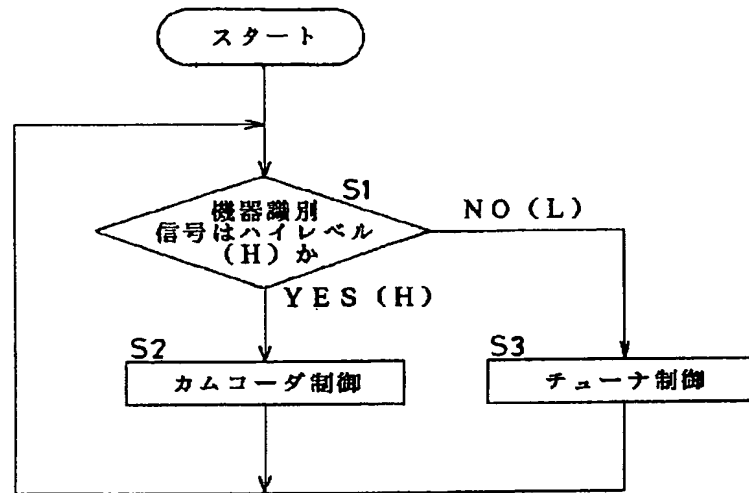 スタート
S1
機器識別
信号はハイレベル
(H)か
NO(L)
YES(H)
S2
カムコーダ制御
S3
チューナ制御